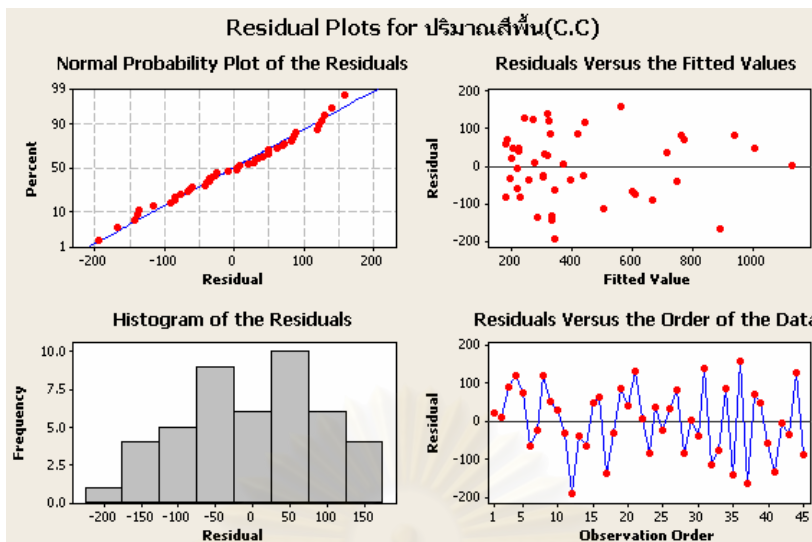 Residual Plots for ปริมาณสีพื้น(C.C)
Normal Probability Plot of the Residuals
99
90
50
10
1
Percent
-200 -100 0 100 200
Residual
Residuals Versus the Fitted Values
200
100
0
-100
-200
Residual
200 400 600 800 1000
Fitted Value
Histogram of the Residuals
10.0
7.5
5.0
2.5
0.0
Frequency
-200 -150 -100 -50 0 50 100 150
Residual
Residuals Versus the Order of the Data
200
100
0
-100
-200
Residual
1 5 10 15 20 25 30 35 40 45
Observation Order